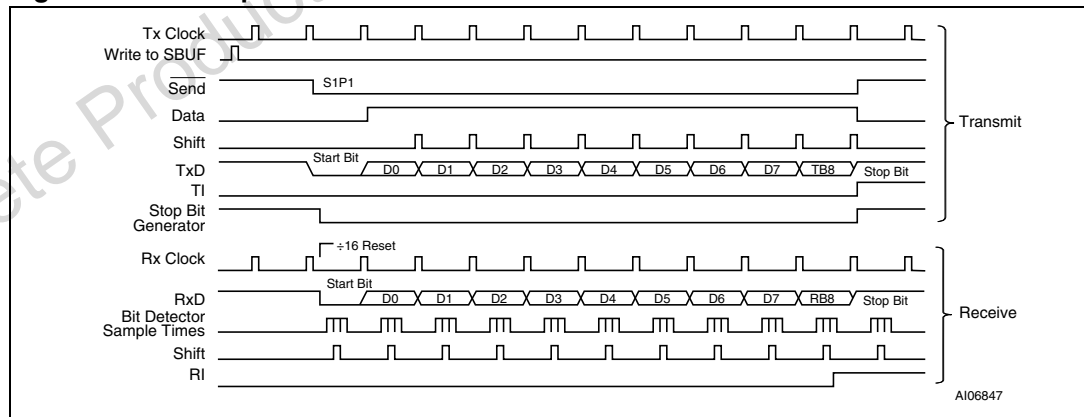 Tx Clock
Write to SBUF
Send
S1P1
Data
Shift
Start Bit
TxD
D0 D1 D2 D3 D4 D5 D6 D7 TB8
Stop Bit
TI
Stop Bit
Generator
Transmit
÷16 Reset
Rx Clock
Start Bit
RxD
D0 D1 D2 D3 D4 D5 D6 D7 RB8
Stop Bit
Bit Detector
Sample Times
Shift
RI
Receive
AI06847
ete Product